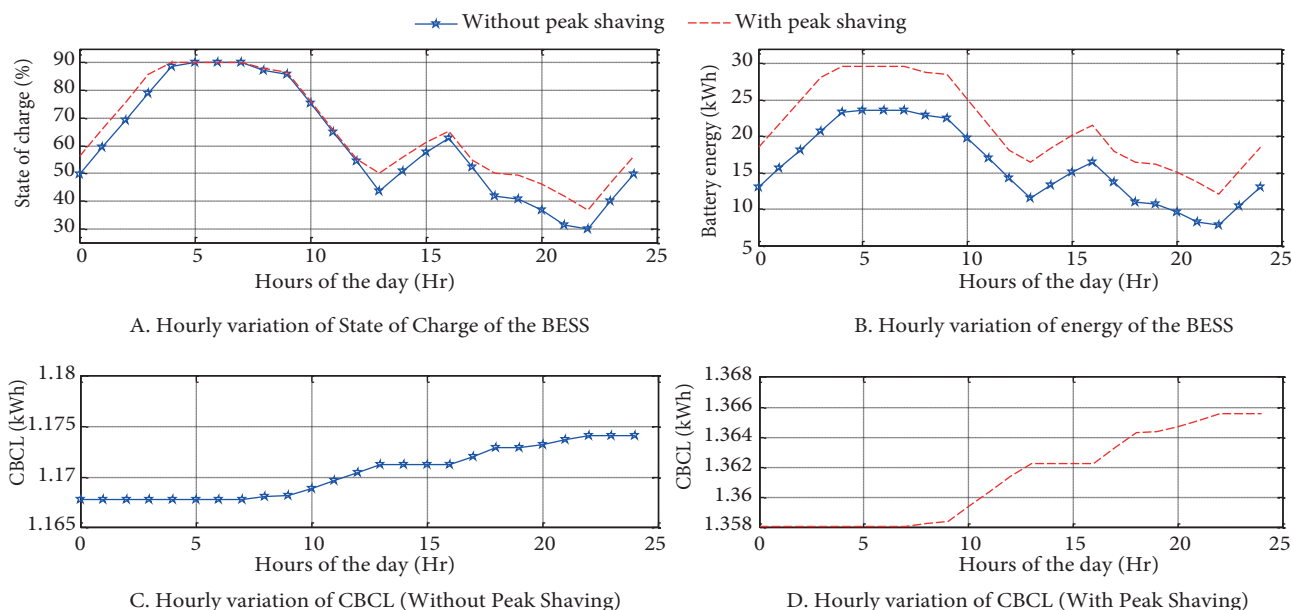 Without peak shaving With peak shaving
State of charge (%)
90
80
70
60
50
40
30
0 5 10 15 20 25
Hours of the day (Hr)
A. Hourly variation of State of Charge of the BESS
Battery energy (kWh)
30
25
20
15
10
5
0 5 10 15 20 25
Hours of the day (Hr)
B. Hourly variation of energy of the BESS
CBCL (kWh)
1.18
1.175
1.17
1.165
0 5 10 15 20 25
Hours of the day (Hr)
C. Hourly variation of CBCL (Without Peak Shaving)
CBCL (kWh)
1.368
1.366
1.364
1.362
1.36
1.358
0 5 10 15 20 25
Hours of the day (Hr)
D. Hourly variation of CBCL (With Peak Shaving)